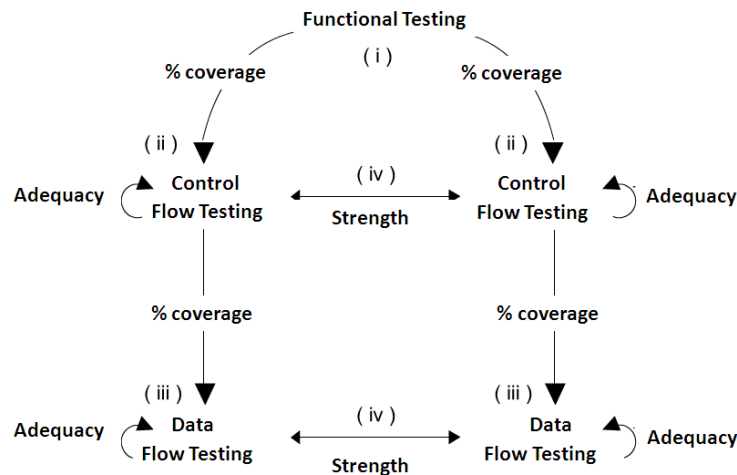 Functional Testing
( i )
% coverage % coverage
( ii ) ( ii )
( iv )
Adequacy Control Control Adequacy
Flow Testing Flow Testing
Strength
% coverage % coverage
( iii ) ( iii )
( iv )
Adequacy Data Data Adequacy
Flow Testing Flow Testing
Strength